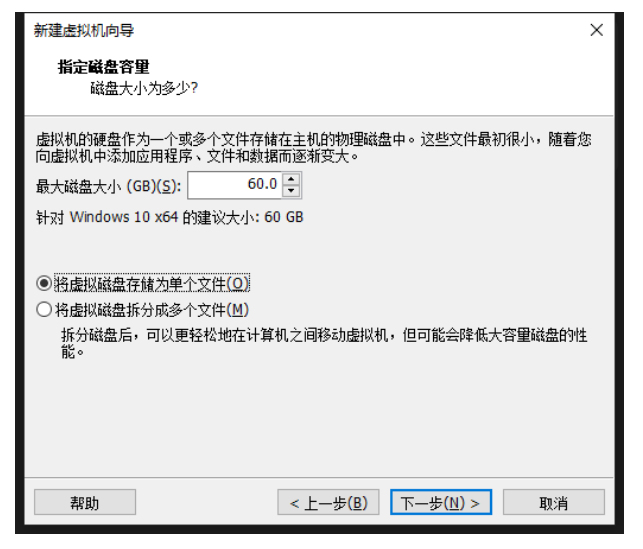 新建虚拟机向导
指定磁盘容量
磁盘大小为多少?
虚拟机的硬盘作为一个或多个文件存储在主机的物理磁盘中。这些文件最初很小，随着您
向虚拟机中添加应用程序、文件和数据而逐渐变大。
最大磁盘大小 (GB)(S): 60.0
针对 Windows 10 x64 的建议大小: 60 GB
将虚拟磁盘存储为单个文件(O)
将虚拟磁盘拆分成多个文件(M)
拆分磁盘后，可以更轻松地在计算机之间移动虚拟机，但可能会降低大容量磁盘的性
能。
帮助 < 上一步(B) 下一步(N) > 取消